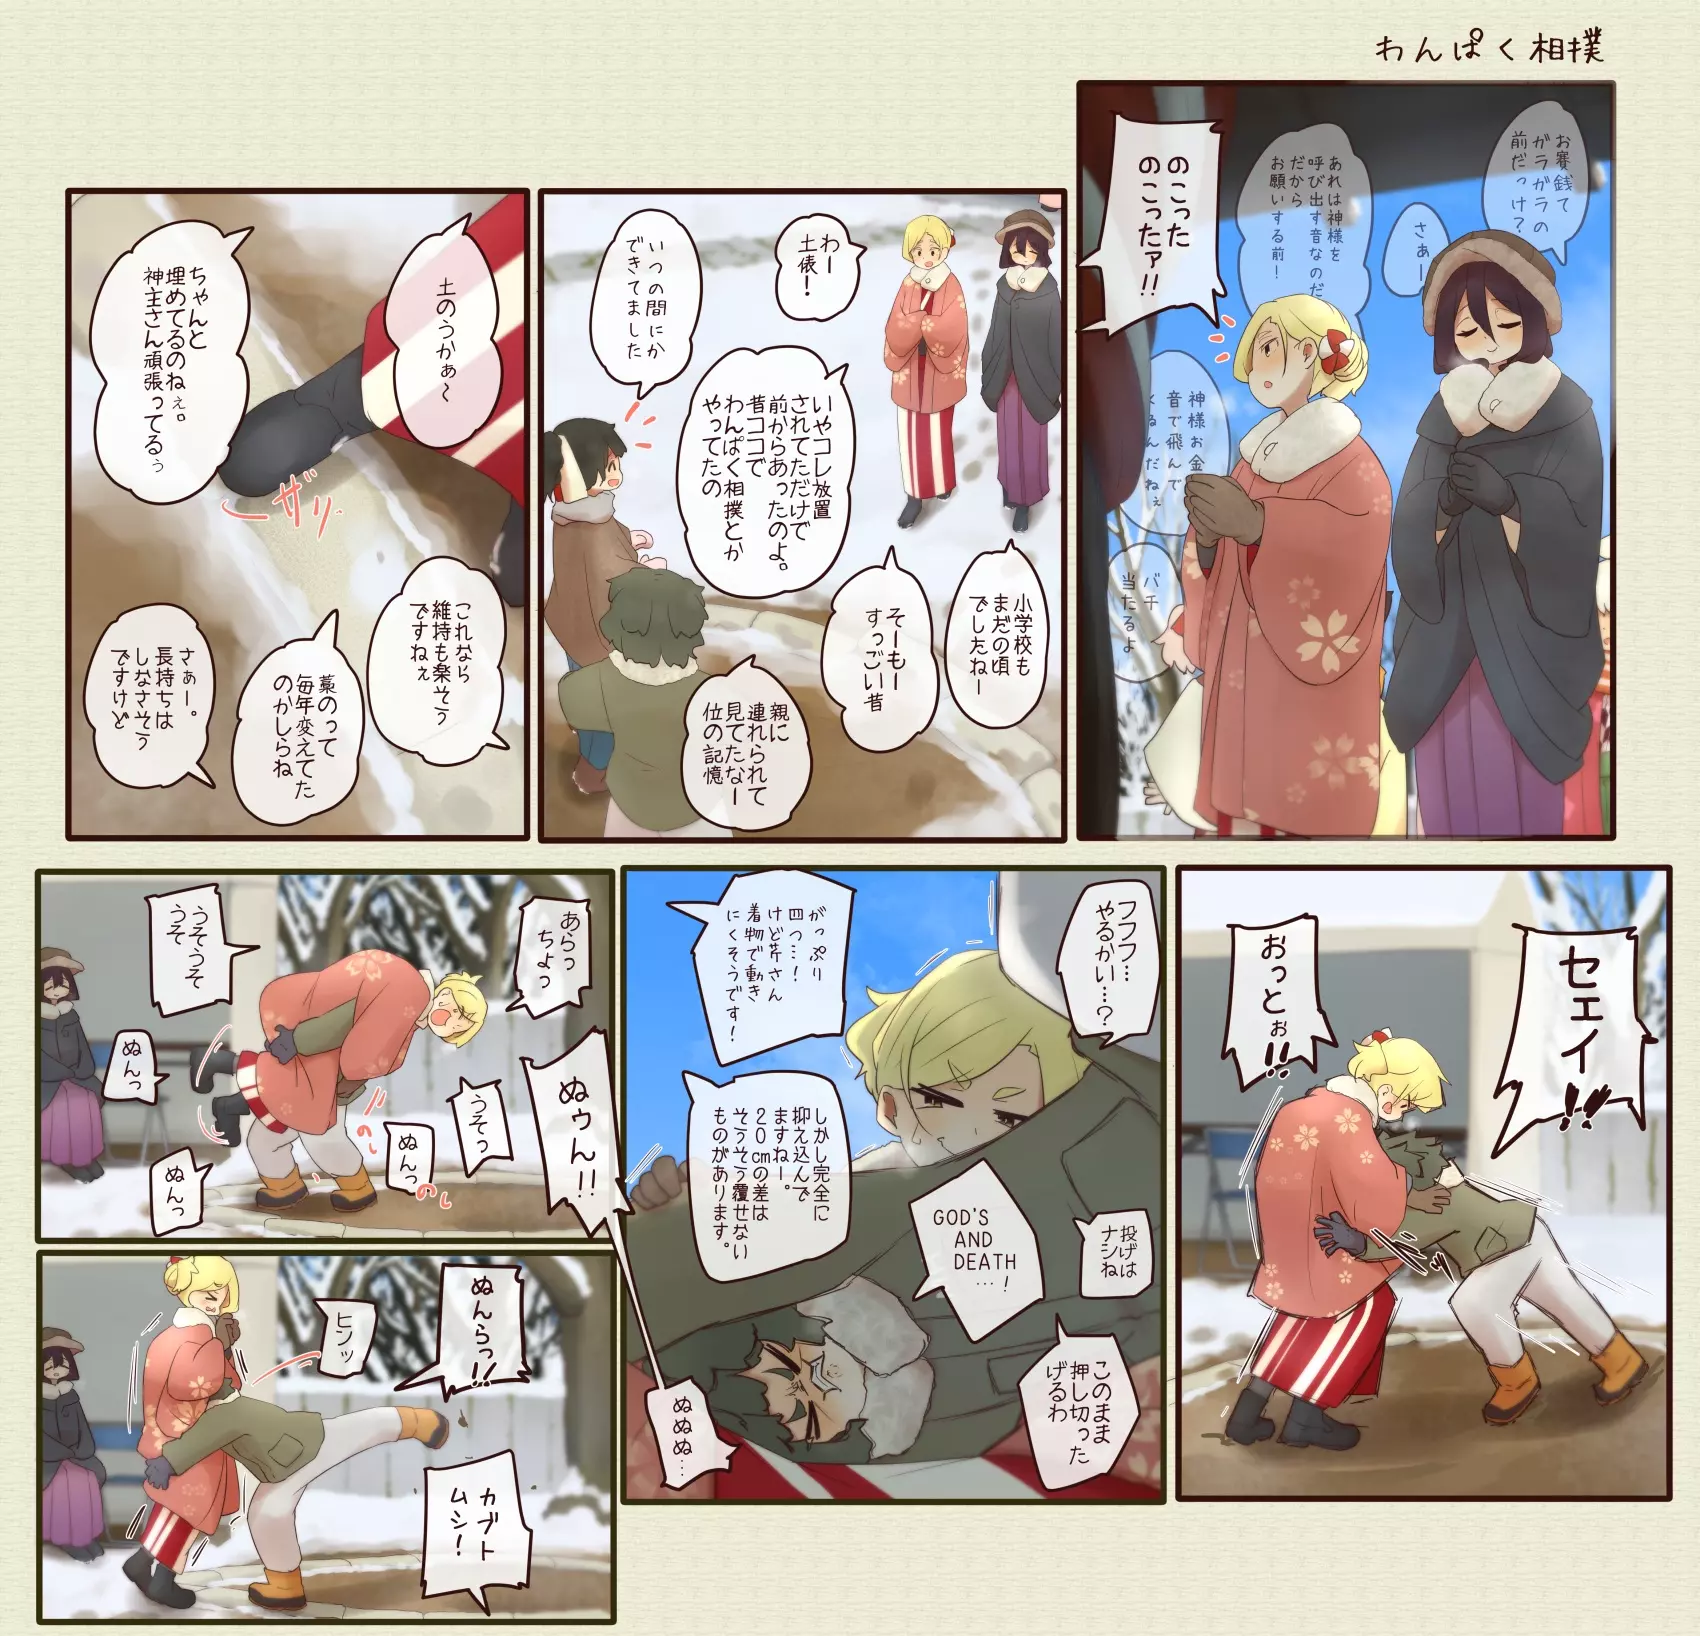 わんぱく相撲
お賽銭て
ガラガラの
前だっけ？
さぁー
あれは神様を
呼び出す音なのだ
だから
お願いする前！
のこった
のこったァ!!
神様お金
音で飛んで
くるんだねぇ
バチ
当たるよ
わー
土俵！
いつの間にか
できてました
いやコレ放置
されてただけで
前からあったのよ。
昔ココで
わんぱく相撲とか
やってたの
小学校も
まだの頃
でしたねー
そーもー
すっごい昔
親に
連れられて
見てたなー
位の記憶
土のうかぁ～
ちゃんと
埋めてるのねぇ。
神主さん頑張ってるぅ
ザリ
これなら
維持も楽そう
ですねぇ
藁のって
毎年変えてた
のかしらね
さぁー。
長持ちは
しなさそう
ですけど
セェイ!!
おっとぉ!!
フフフ…
やるかい…？
がっぷり
四つ…！
けど芹さん
着物で動き
にくそうです！
しかし完全に
抑え込んで
ますねー。
20cmの差は
そうそう覆せない
ものがあります。
GOD'S
AND
DEATH
…！
投げは
ナシね
このまま
押し切った
げるわ
ぬぬぬ…
ぬゥん!!
あらっ
ちょっ
うそうそ
うそ
ぬんっ
うそっ
ぬんっ
のし
のし
ぬんっ
ぬんらっ!!
ヒンッ
カブト
ムシ！